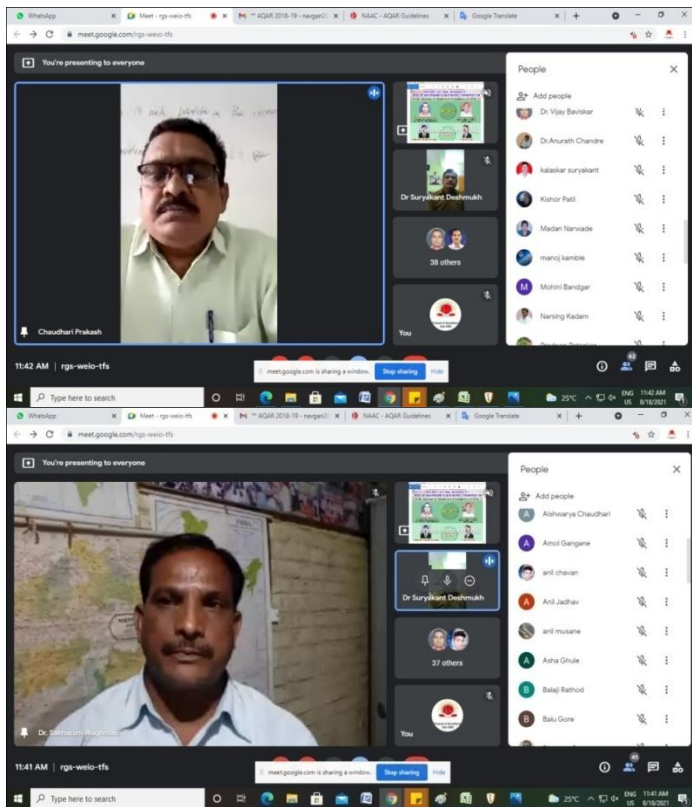 WhatsApp
Meet - rgs-weio-tfs
** AQAR 2018-19 - navgan2
NAAC - AQAR Guidelines
Google Translate
meet.google.com/rgs-weio-tfs
You're presenting to everyone
People
Add people
Dr. Vijay Baviskar
Dr.Anurath Chandre
kalaskar suryakant
Kishor Patil
Madan Narwade
manoj kamble
M
Mohini Bandgar
Narsing Kadam
Dr Suryakant Deshmukh
38 others
You
Chaudhari Prakash
11:42 AM | rgs-weio-tfs
43
meet.google.com is sharing a window.
Stop sharing
Hide
Type here to search
25°C
ENG
US
11:42 AM
8/18/2021
WhatsApp
Meet - rgs-weio-tfs
** AQAR 2018-19 - navgan2
NAAC - AQAR Guidelines
Google Translate
meet.google.com/rgs-weio-tfs
You're presenting to everyone
People
Add people
A
Aishwarya Chaudhari
A
Amol Gangane
anil chavan
A
Anil Jadhav
anil musane
A
Asha Ghule
B
Balaji Rathod
B
Balu Gore
Dr Suryakant Deshmukh
37 others
You
Dr. Sakharam
11:41 AM | rgs-weio-tfs
41
meet.google.com is sharing a window.
Stop sharing
Hide
Type here to search
25°C
ENG
US
11:41 AM
8/18/2021